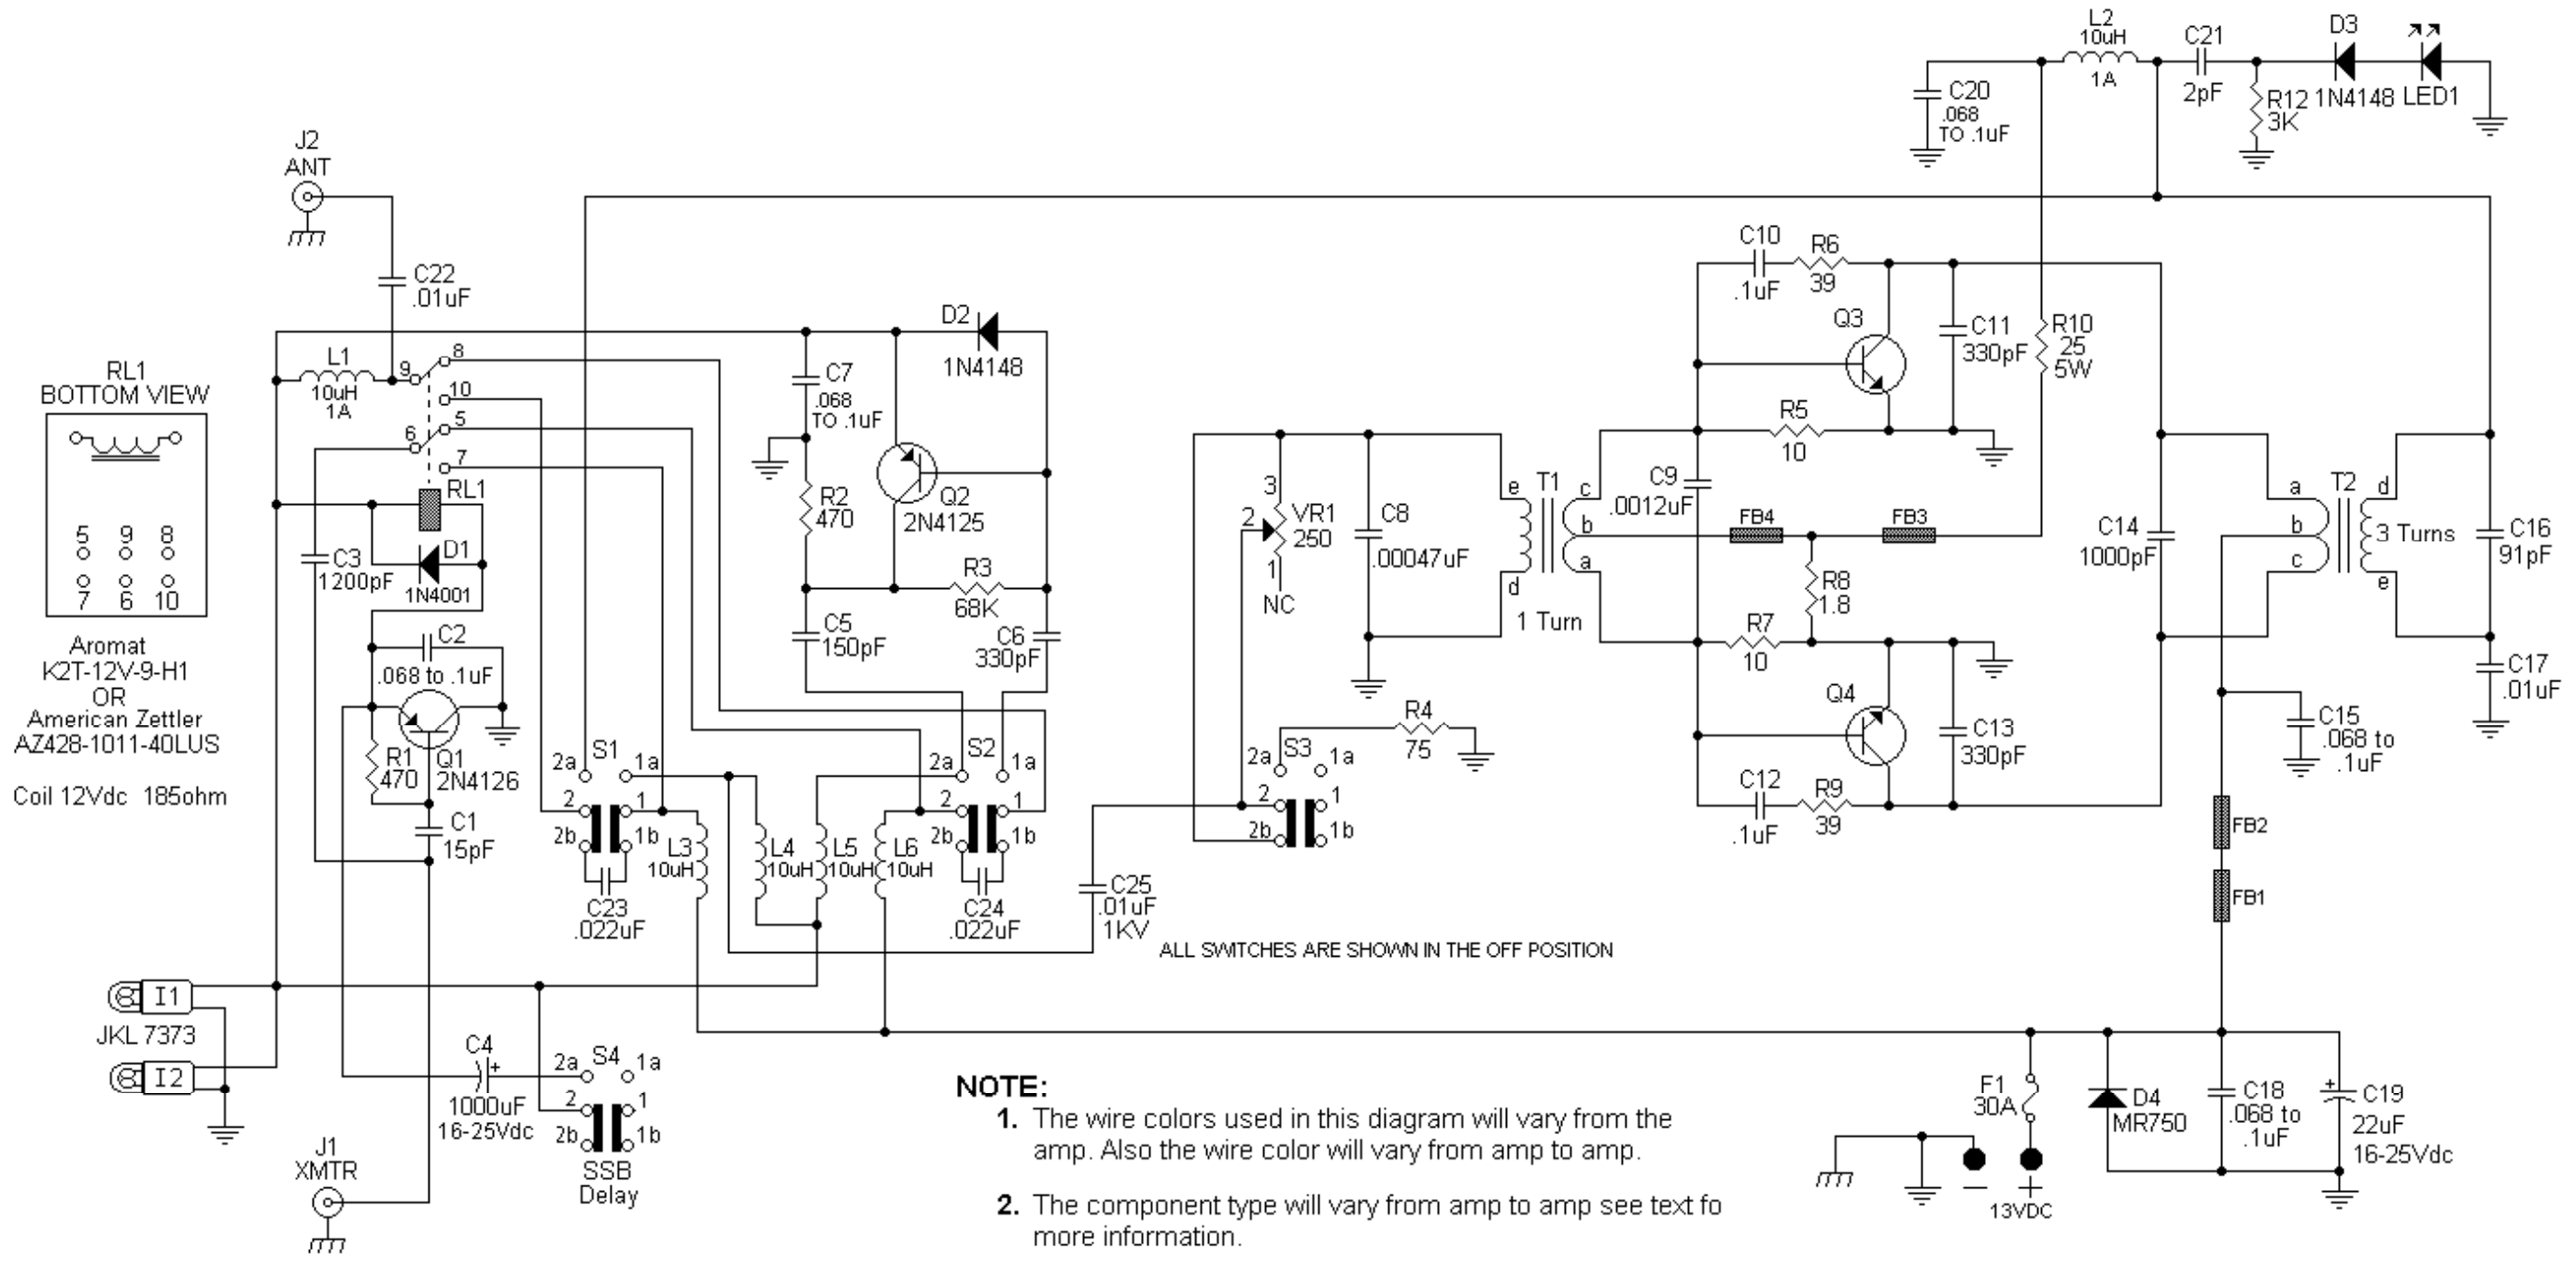 L2
10uH
1A
C21
2pF
D3
1N4148
LED1
R12
3K
C20
.068
TO .1uF
J2
ANT
C22
.01uF
RL1
BOTTOM VIEW
5 9 8
7 6 10
Aromat
K2T-12V-9-H1
OR
American Zettler
AZ428-1011-40LUS
Coil 12Vdc 185ohm
L1
10uH
1A
9
8
10
6
5
7
RL1
D1
1N4001
C3
1200pF
C2
.068 to .1uF
R1
470
Q1
2N4126
C1
15pF
D2
1N4148
C7
.068
TO .1uF
R2
470
Q2
2N4125
R3
68K
C5
150pF
C6
330pF
2a S1 1a
2 1
2b 1b
C23
.022uF
L3
10uH
L4
10uH
L5
10uH
L6
10uH
2a S2 1a
2 1
2b 1b
C24
.022uF
C25
.01uF
1KV
3
2
VR1
250
1
NC
C8
.00047uF
R4
75
2a S3 1a
2 1
2b 1b
e
d
T1
c
b
a
1 Turn
C10
.1uF
R6
39
Q3
C11
330pF
R5
10
C9
.0012uF
FB4
FB3
R8
1.8
R7
10
Q4
C13
330pF
C12
.1uF
R9
39
R10
25
5W
C14
1000pF
a
b
c
T2
d
3 Turns
e
C16
91pF
C17
.01uF
C15
.068 to
.1uF
FB2
FB1
ALL SWITCHES ARE SHOWN IN THE OFF POSITION
I1
JKL 7373
I2
C4
+
1000uF
16-25Vdc
2a S4 1a
2 1
2b 1b
SSB
Delay
J1
XMTR
NOTE:
1. The wire colors used in this diagram will vary from the
amp. Also the wire color will vary from amp to amp.
2. The component type will vary from amp to amp see text fo
more information.
F1
30A
− +
13VDC
D4
MR750
C18
.068 to
.1uF
+
C19
22uF
16-25Vdc